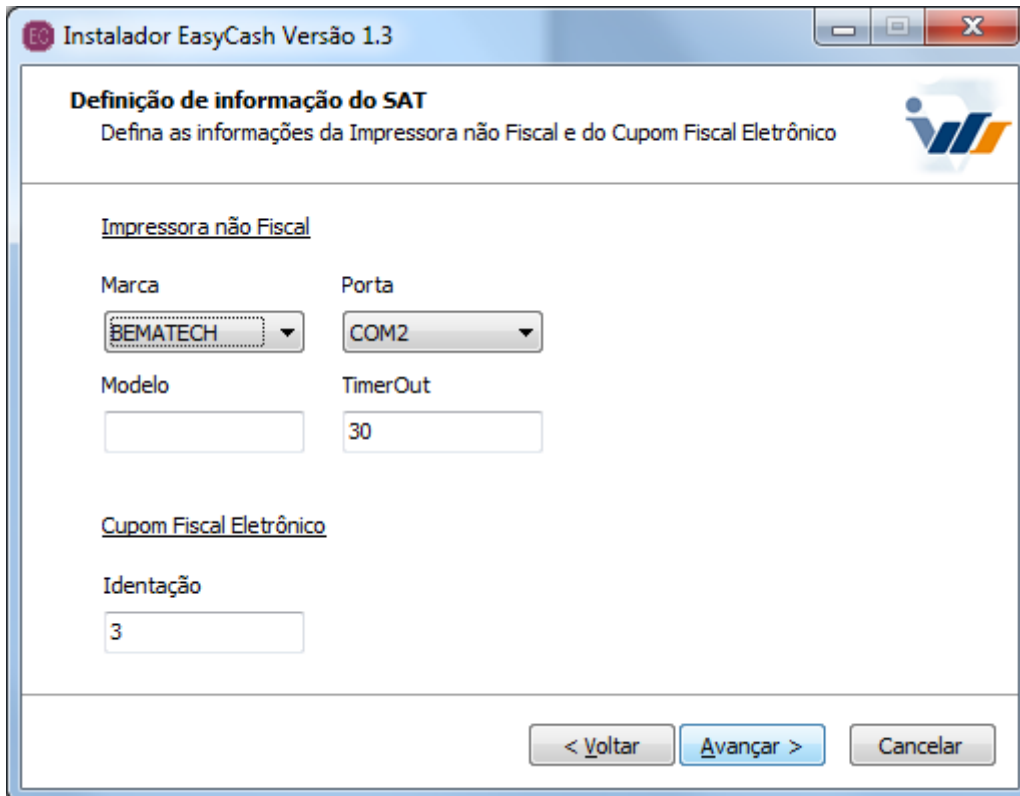 EC Instalador EasyCash Versão 1.3
Definição de informação do SAT
Defina as informações da Impressora não Fiscal e do Cupom Fiscal Eletrônico
Impressora não Fiscal
Marca Porta
BEMATECH COM2
Modelo TimerOut
30
Cupom Fiscal Eletrônico
Identação
3
< Voltar Avançar > Cancelar